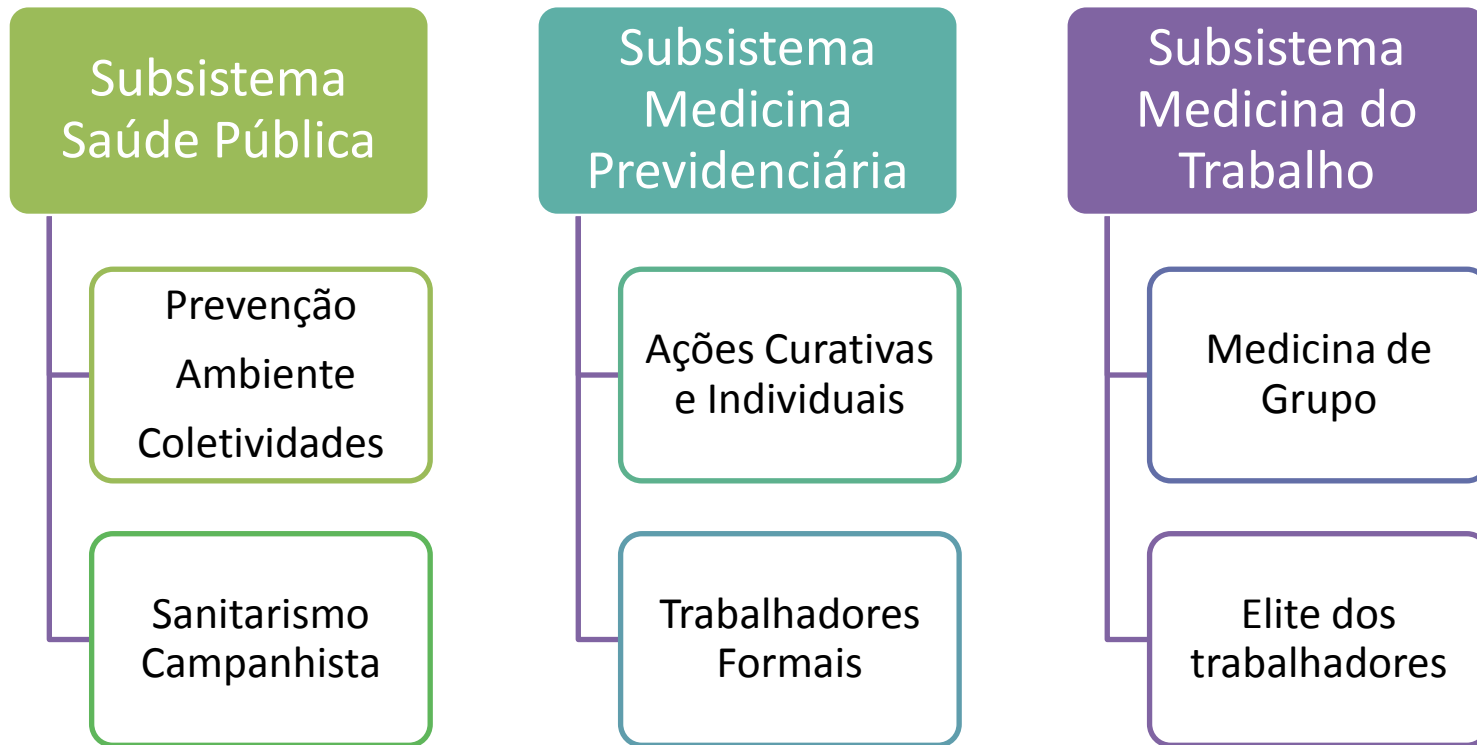 Subsistema
Saúde Pública
Prevenção
Ambiente
Coletividades
Sanitarismo
Campanhista
Subsistema
Medicina
Previdenciária
Ações Curativas
e Individuais
Trabalhadores
Formais
Subsistema
Medicina do
Trabalho
Medicina de
Grupo
Elite dos
trabalhadores